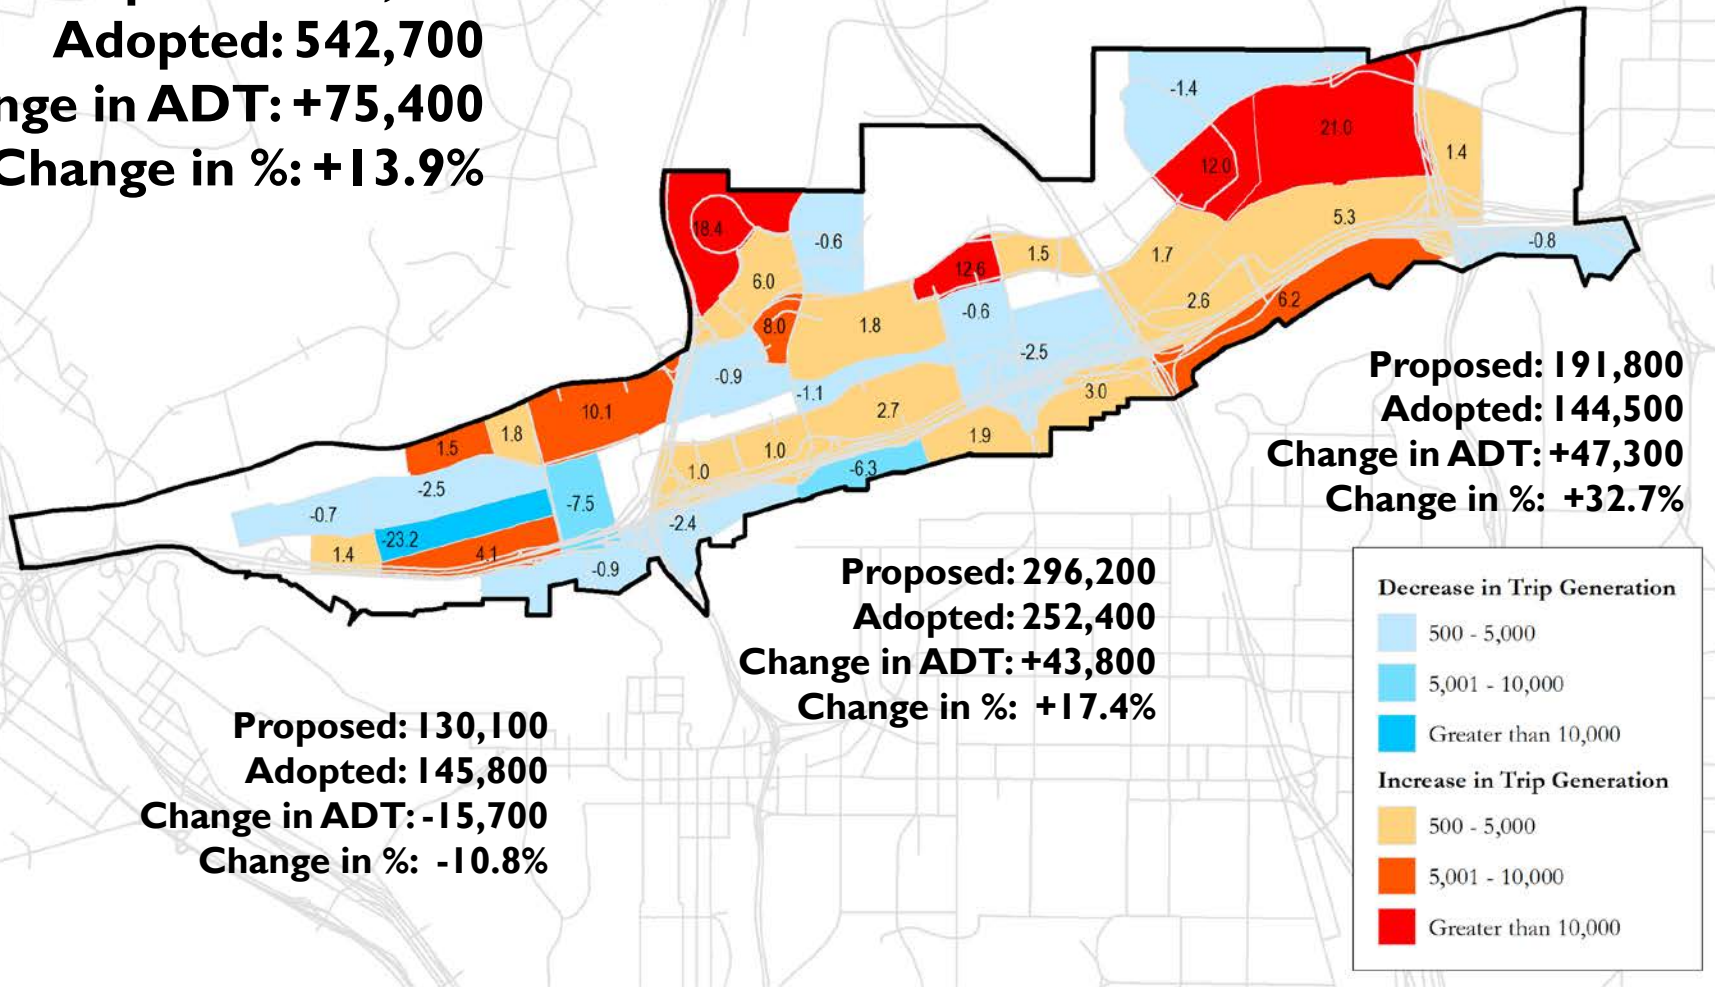 Adopted: 542,700
nge in ADT: +75,400
Change in %: +13.9%
-1.4
21.0
12.0
1.4
18.4
-0.6
5.3
-0.8
6.0
12.6
1.5
1.7
8.0
1.8
-0.6
2.6
6.2
-2.5
-0.9
-1.1
3.0
10.1
2.7
1.5
1.8
1.0
1.9
1.0
-6.3
-2.5
-7.5
-0.7
-2.4
-23.2
1.4
4.1
-0.9
Proposed: 191,800
Adopted: 144,500
Change in ADT: +47,300
Change in %: +32.7%
Proposed: 296,200
Adopted: 252,400
Change in ADT: +43,800
Change in %: +17.4%
Proposed: 130,100
Adopted: 145,800
Change in ADT: -15,700
Change in %: -10.8%
Decrease in Trip Generation
500 - 5,000
5,001 - 10,000
Greater than 10,000
Increase in Trip Generation
500 - 5,000
5,001 - 10,000
Greater than 10,000